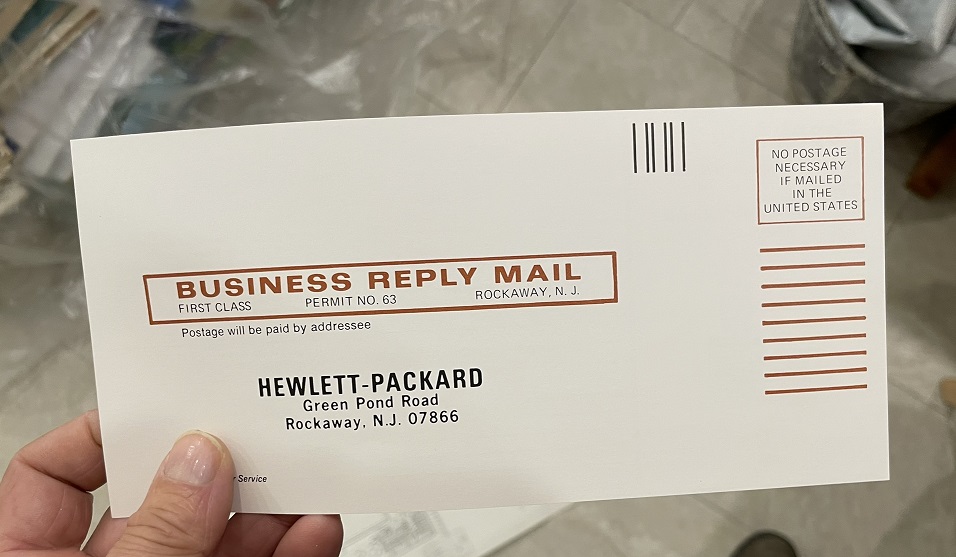 NO POSTAGE
NECESSARY
IF MAILED
IN THE
UNITED STATES
BUSINESS REPLY MAIL
FIRST CLASS PERMIT NO. 63 ROCKAWAY, N. J.
Postage will be paid by addressee
HEWLETT-PACKARD
Green Pond Road
Rockaway, N.J. 07866
Service